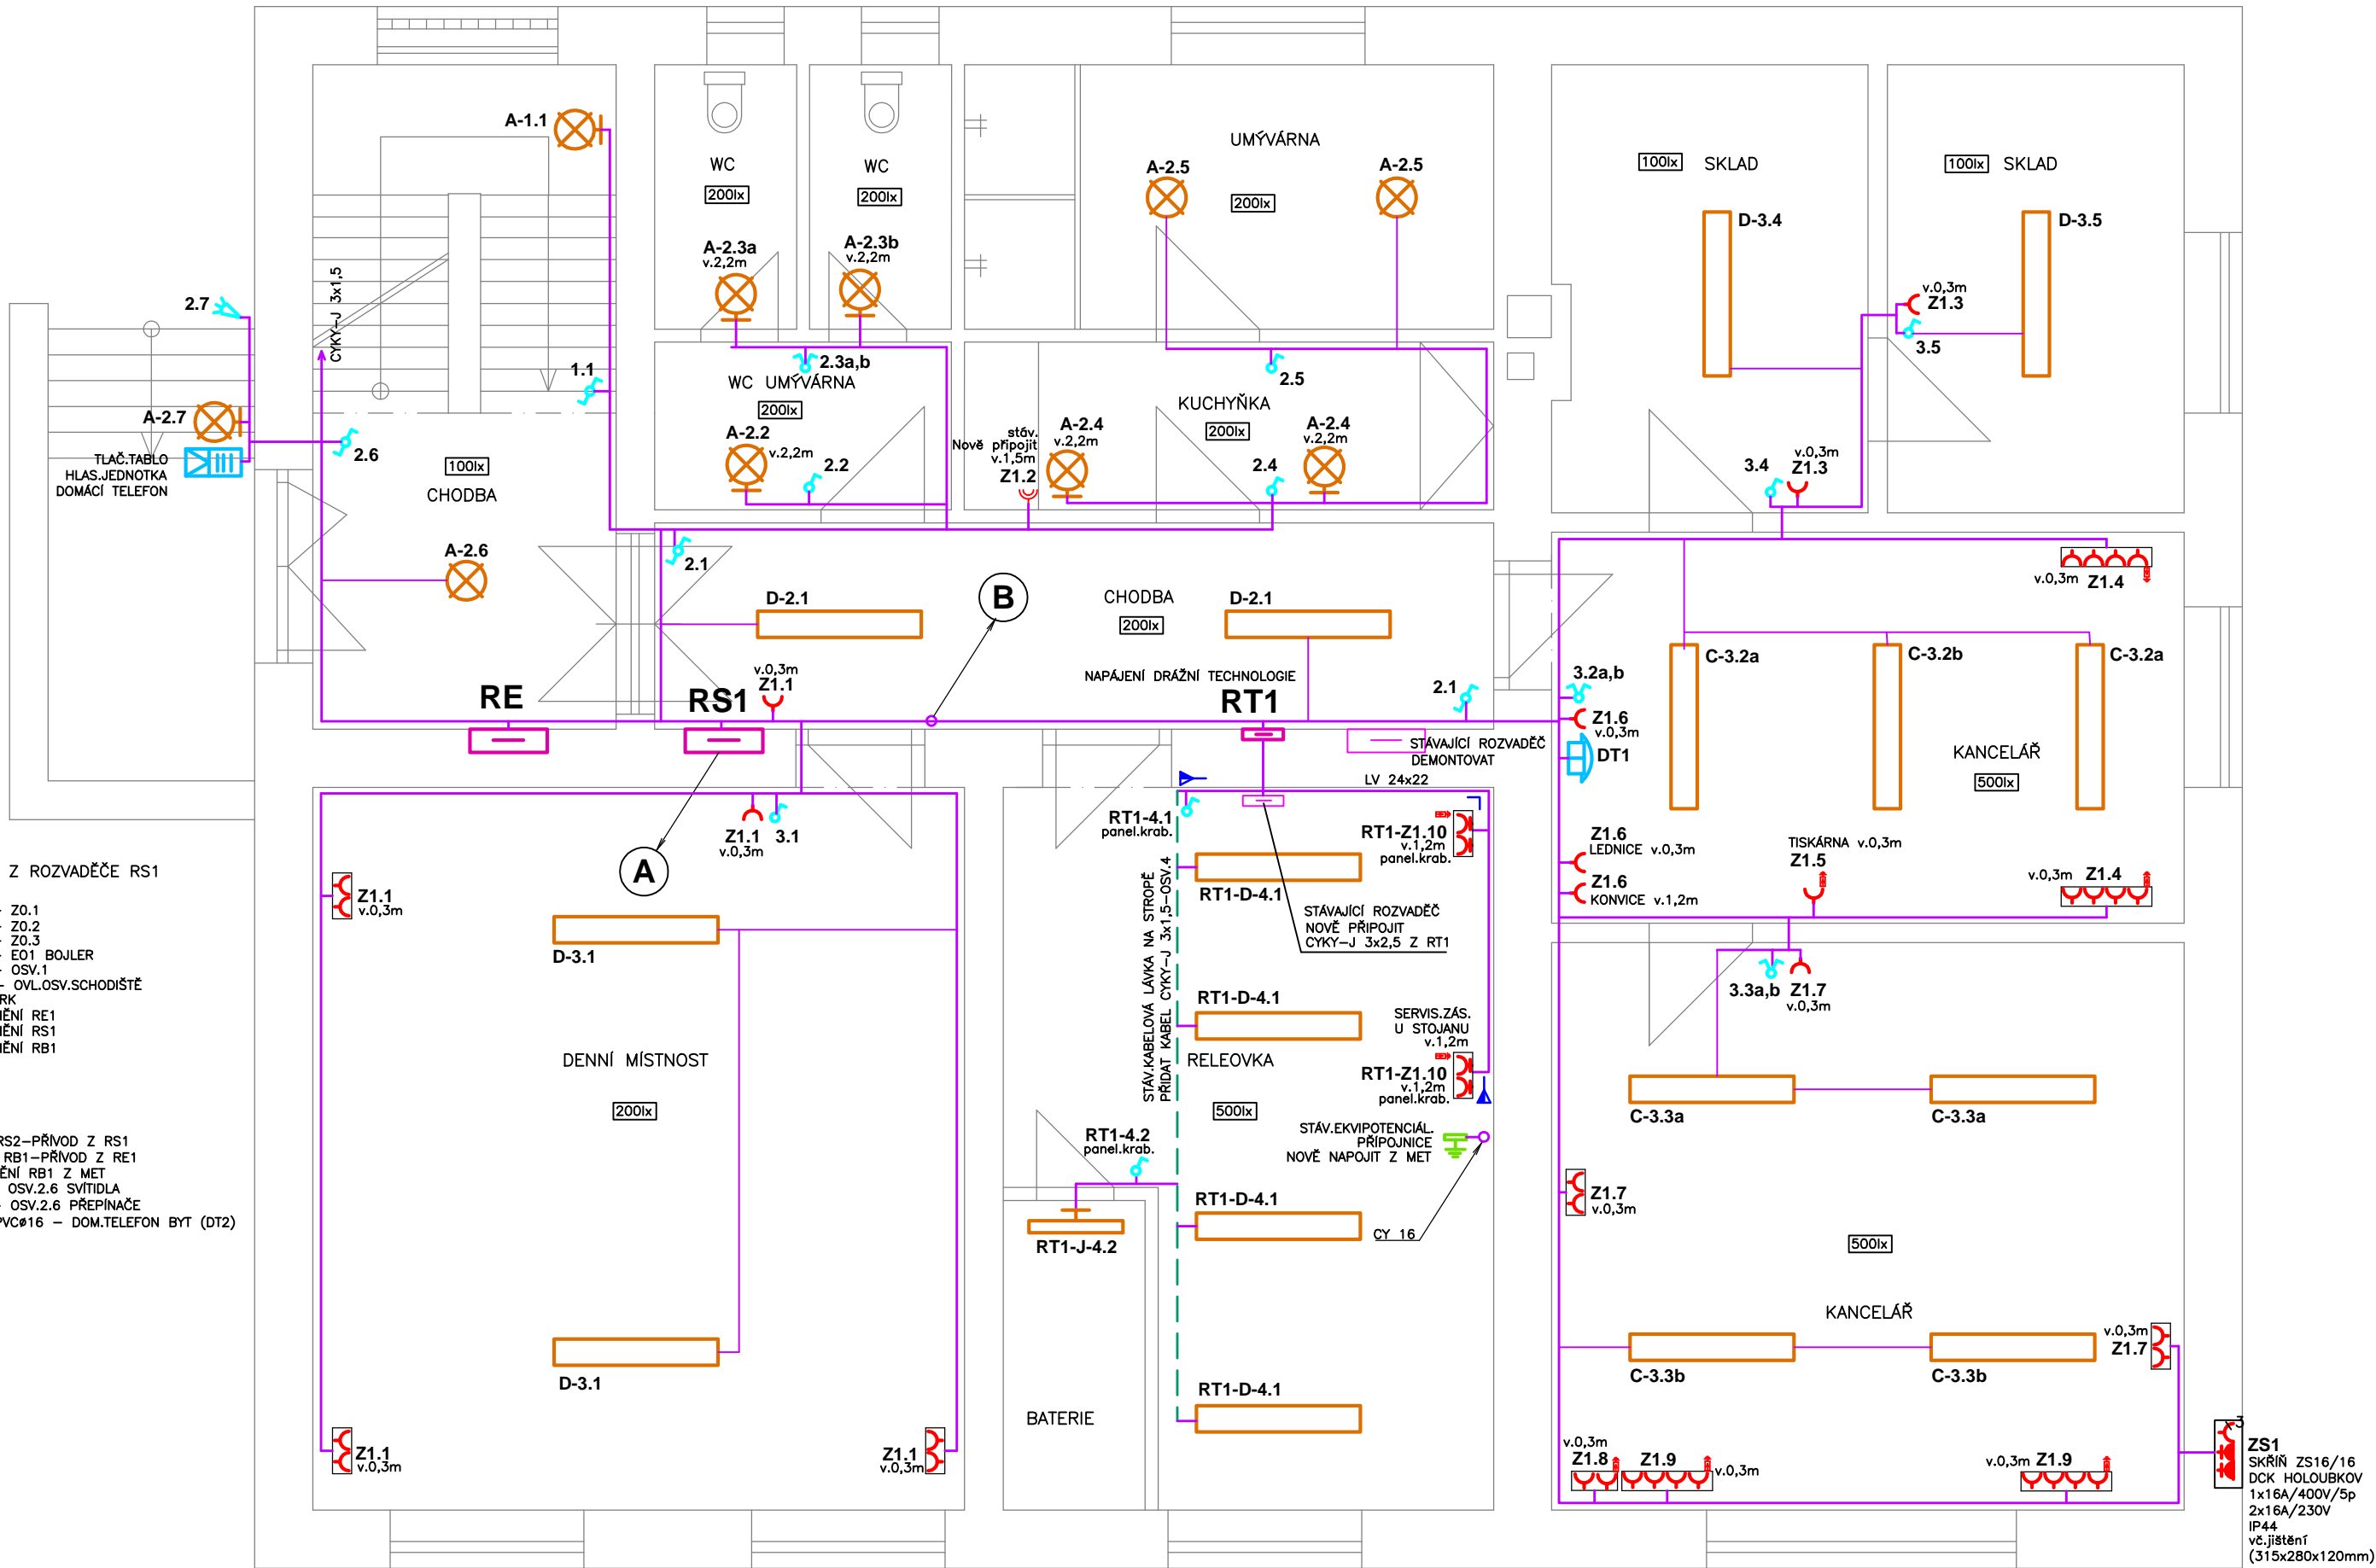 A-1.1
WC
200lx
WC
200lx
UMÝVÁRNA
200lx
A-2.5
A-2.5
100lx
SKLAD
100lx
SKLAD
D-3.4
D-3.5
A-2.3a
v.2,2m
A-2.3b
v.2,2m
CYKY-J 3x1,5
2.7
v.0,3m
Z1.3
3.5
1.1
2.3a,b
WC UMÝVÁRNA
200lx
2.5
KUCHYŇKA
200lx
A-2.7
TLAČ.TABLO
HLAS.JEDNOTKA
DOMÁCÍ TELEFON
2.6
100lx
CHODBA
A-2.2
v.2,2m
2.2
stáv.
Nově připojit
v.1,5m
Z1.2
A-2.4
v.2,2m
2.4
A-2.4
v.2,2m
3.4
v.0,3m
Z1.3
A-2.6
2.1
D-2.1
B
CHODBA
200lx
D-2.1
v.0,3m
Z1.4
C-3.2a
C-3.2b
C-3.2a
RE
RS1
v.0,3m
Z1.1
NAPÁJENÍ DRÁŽNÍ TECHNOLOGIE
RT1
2.1
3.2a,b
Z1.6
v.0,3m
DT1
KANCELÁŘ
500lx
STÁVAJÍCÍ ROZVADĚČ
DEMONTOVAT
LV 24x22
Z1.1
v.0,3m
3.1
A
RT1-4.1
panel.krab.
RT1-Z1.10
v.1,2m
panel.krab.
RT1-D-4.1
Z1.6
LEDNICE v.0,3m
Z1.6
KONVICE v.1,2m
TISKÁRNA v.0,3m
Z1.5
v.0,3m
Z1.4
Z ROZVADĚČE RS1
- Z0.1
- Z0.2
- Z0.3
- E01 BOJLER
- OSV.1
- OVL.OSV.SCHODIŠTĚ
RK
NĚNÍ RE1
NĚNÍ RS1
NĚNÍ RB1
Z1.1
v.0,3m
D-3.1
STÁVAJÍCÍ ROZVADĚČ
NOVĚ PŘIPOJIT
CYKY-J 3x2,5 Z RT1
STÁV.KABELOVÁ LÁVKA NA STROPĚ
PŘIDAT KABEL CYKY-J 3x1,5-OSV.4
RT1-D-4.1
3.3a,b
Z1.7
v.0,3m
DENNÍ MÍSTNOST
200lx
RELEOVKA
500lx
SERVIS.ZÁS.
U STOJANU
v.1,2m
RT1-Z1.10
v.1,2m
panel.krab.
C-3.3a
C-3.3a
RS2-PŘÍVOD Z RS1
RB1-PŘÍVOD Z RE1
ĚNÍ RB1 Z MET
OSV.2.6 SVÍTIDLA
- OSV.2.6 PŘEPÍNAČE
PVCø16 - DOM.TELEFON BYT (DT2)
RT1-4.2
panel.krab.
STÁV.EKVIPOTENCIÁL.
PŘÍPOJNICE
NOVĚ NAPOJIT Z MET
RT1-D-4.1
Z1.7
v.0,3m
RT1-J-4.2
CY 16
500lx
KANCELÁŘ
D-3.1
RT1-D-4.1
BATERIE
C-3.3b
C-3.3b
v.0,3m
Z1.7
Z1.1
v.0,3m
Z1.1
v.0,3m
v.0,3m
Z1.8
Z1.9
v.0,3m
v.0,3m
Z1.9
x3
ZS1
SKŘÍŇ ZS16/16
DCK HOLOUBKOV
1x16A/400V/5p
2x16A/230V
IP44
vč.jištění
(315x280x120mm)